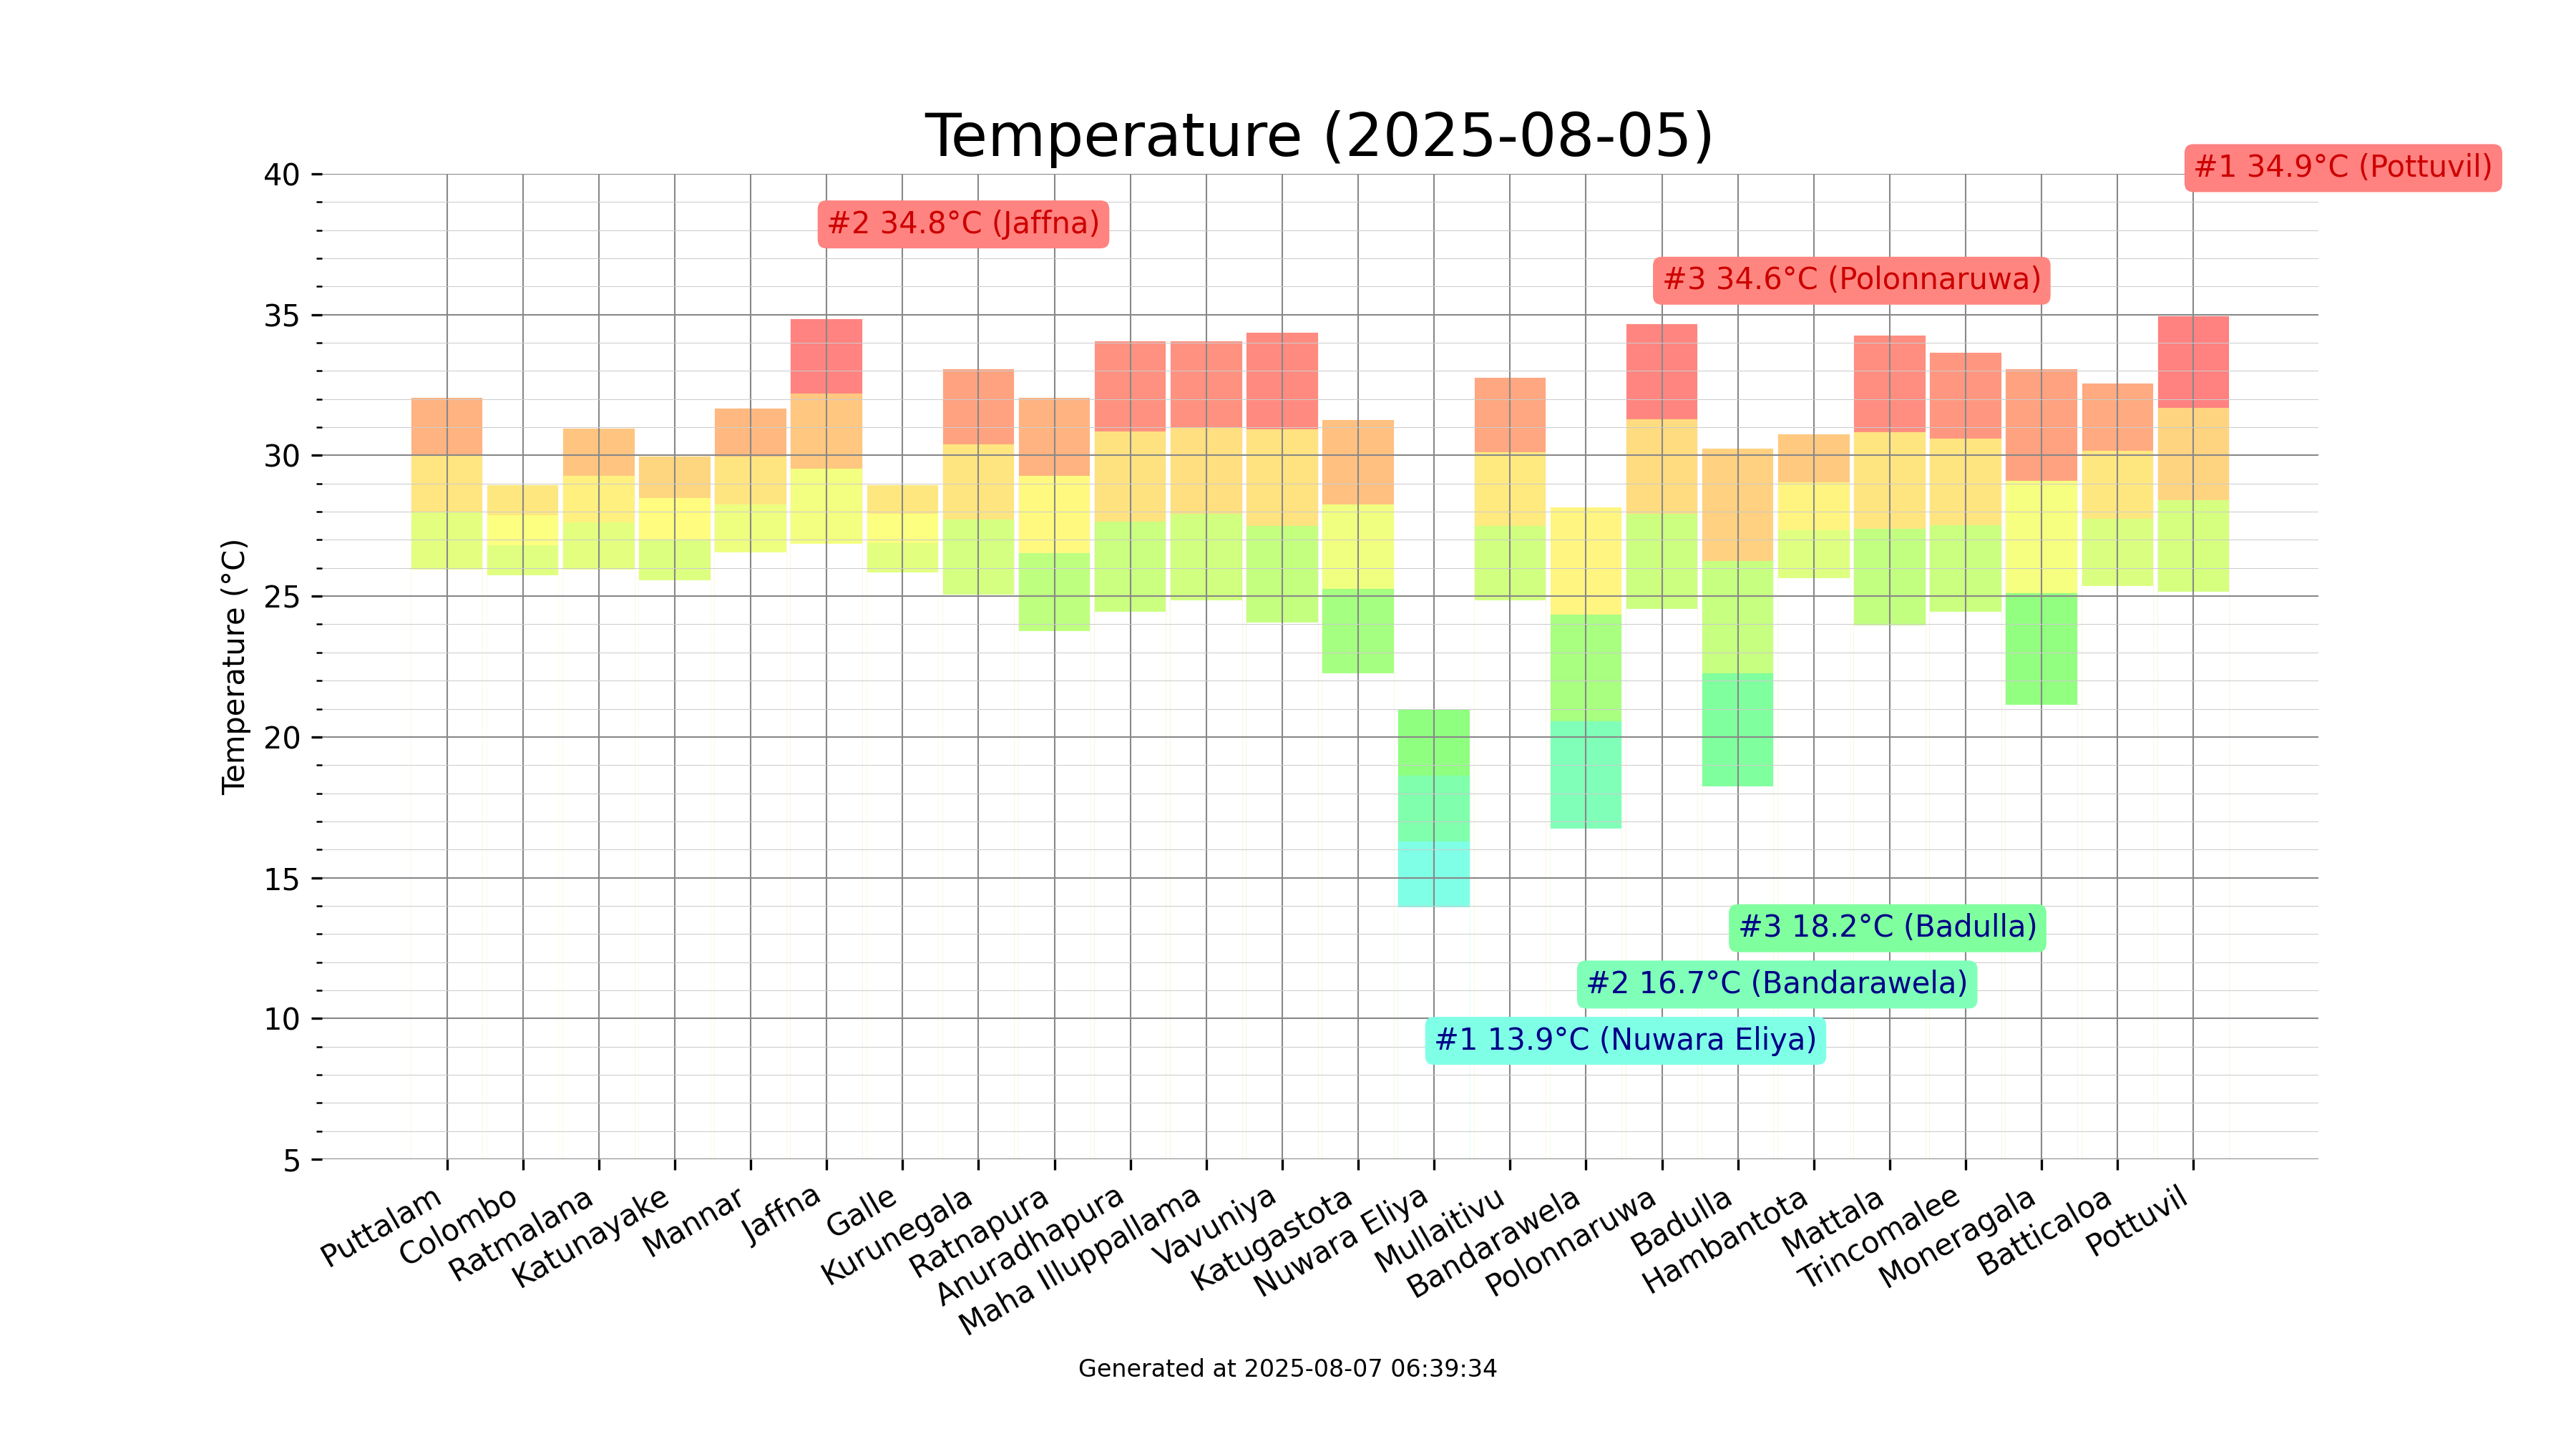 Temperature (2025-08-05)
#1 34.9°C (Pottuvil)
#2 34.8°C (Jaffna)
#3 34.6°C (Polonnaruwa)
40
35
30
25
20
15
10
5
Temperature (°C)
#3 18.2°C (Badulla)
#2 16.7°C (Bandarawela)
#1 13.9°C (Nuwara Eliya)
Puttalam
Colombo
Ratmalana
Katunayake
Mannar
Jaffna
Galle
Kurunegala
Ratnapura
Anuradhapura
Maha Illuppallama
Vavuniya
Katugastota
Nuwara Eliya
Mullaitivu
Bandarawela
Polonnaruwa
Badulla
Hambantota
Mattala
Trincomalee
Moneragala
Batticaloa
Pottuvil
Generated at 2025-08-07 06:39:34